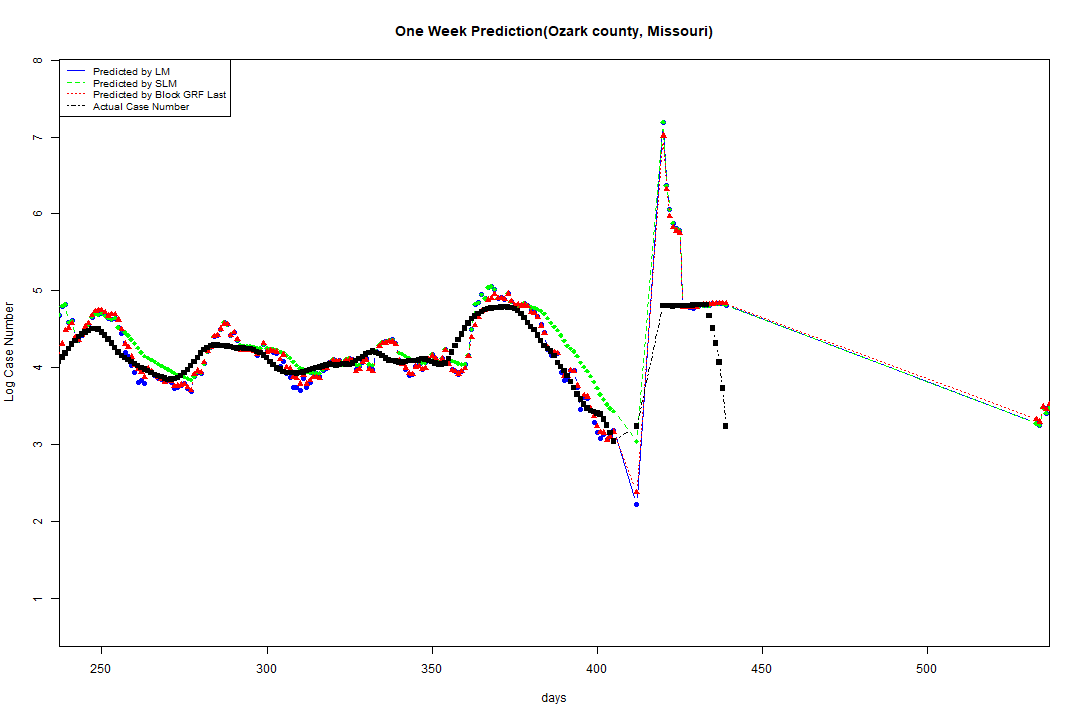 One Week Prediction(Ozark county, Missouri)
Predicted by LM
Predicted by SLM
Predicted by Block GRF Last
Actual Case Number
8
7
6
5
4
3
2
1
Log Case Number
250 300 350 400 450 500
days